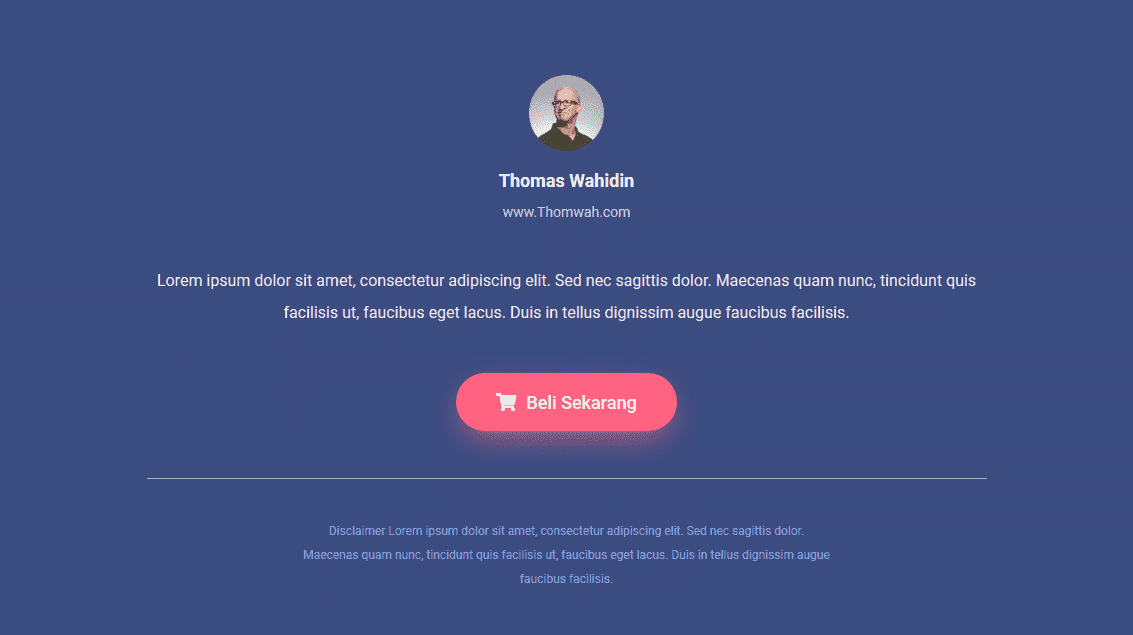 Thomas Wahidin
www.Thomwah.com
Lorem ipsum dolor sit amet, consectetur adipiscing elit. Sed nec sagittis dolor. Maecenas quam nunc, tincidunt quis
facilisis ut, faucibus eget lacus. Duis in tellus dignissim augue faucibus facilisis.
Beli Sekarang
Disclaimer Lorem ipsum dolor sit amet, consectetur adipiscing elit. Sed nec sagittis dolor.
Maecenas quam nunc, tincidunt quis facilisis ut, faucibus eget lacus. Duis in tellus dignissim augue
faucibus facilisis.